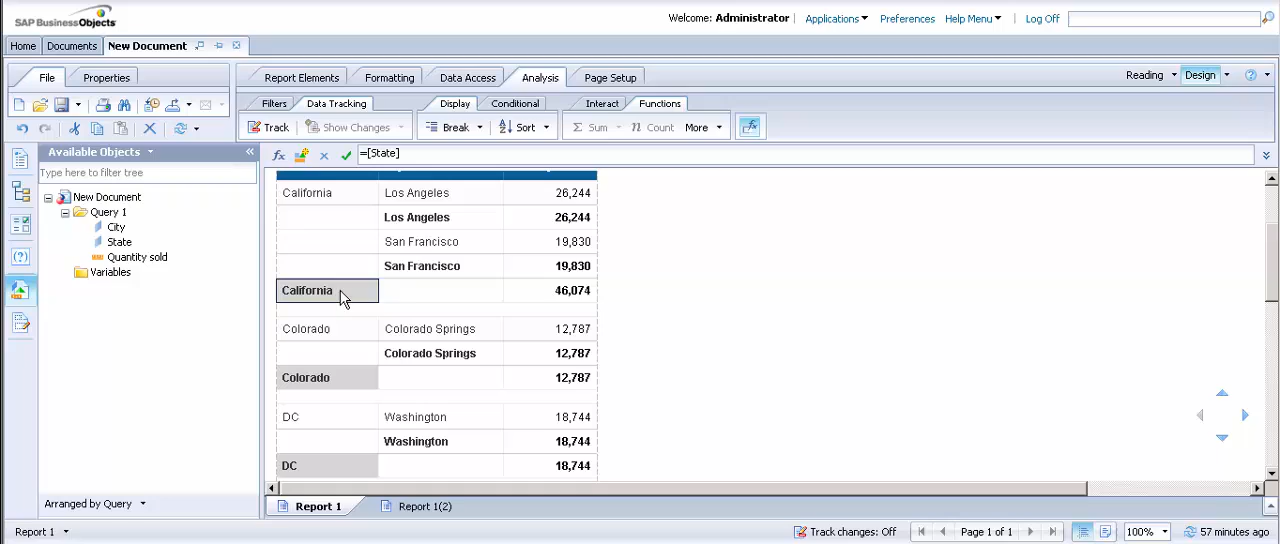 SAP BusinessObjects
Welcome: Administrator Applications Preferences Help Menu Log Off
Home Documents New Document
File Properties Report Elements Formatting Data Access Analysis Page Setup Reading Design
Filters Data Tracking Display Conditional Interact Functions
Track Show Changes Break Sort Sum Count More
Available Objects
=[State]
Type here to filter tree
New Document
Query 1
City
State
Quantity sold
Variables
Arranged by Query
California Los Angeles 26,244
Los Angeles 26,244
San Francisco 19,830
San Francisco 19,830
California 46,074
Colorado Colorado Springs 12,787
Colorado Springs 12,787
Colorado 12,787
DC Washington 18,744
Washington 18,744
DC 18,744
Report 1 Report 1(2)
Report 1 Track changes: Off Page 1 of 1 100% 57 minutes ago